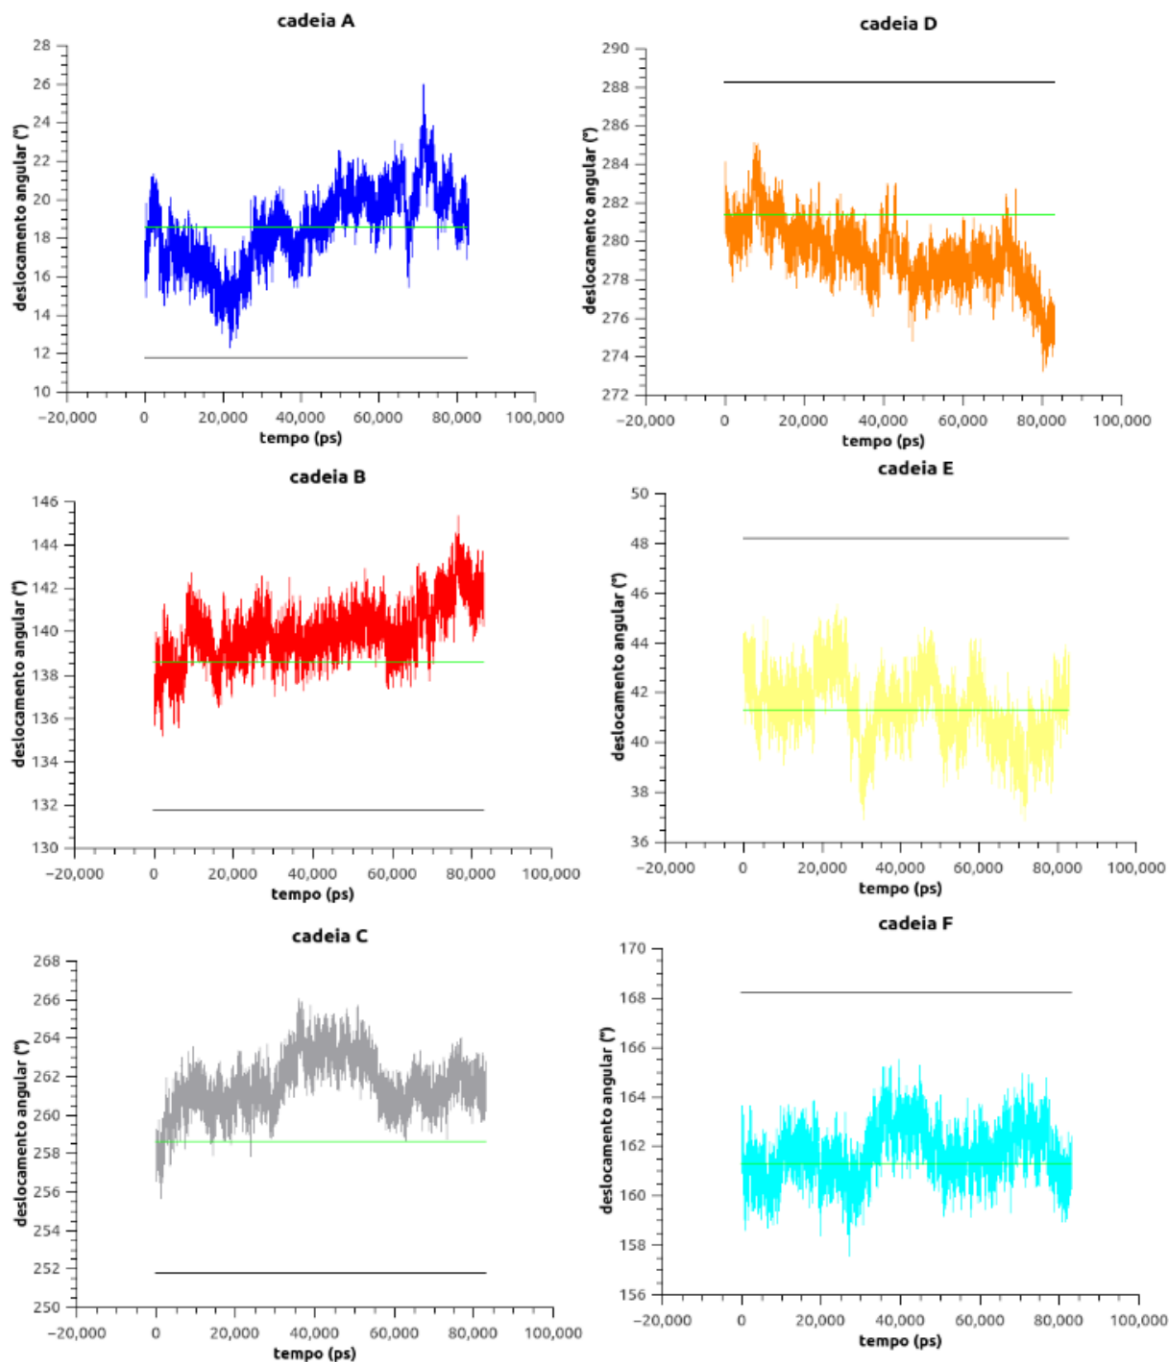 cadeia A
28
26
24
22
20
18
16
14
12
10
deslocamento angular (°)
−20,000 0 20,000 40,000 60,000 80,000 100,000
tempo (ps)
cadeia D
290
288
286
284
282
280
278
276
274
272
deslocamento angular (°)
−20,000 0 20,000 40,000 60,000 80,000 100,000
tempo (ps)
cadeia B
146
144
142
140
138
136
134
132
130
deslocamento angular (°)
−20,000 0 20,000 40,000 60,000 80,000 100,000
tempo (ps)
cadeia E
50
48
46
44
42
40
38
36
deslocamento angular (°)
−20,000 0 20,000 40,000 60,000 80,000 100,000
tempo (ps)
cadeia C
268
266
264
262
260
258
256
254
252
250
deslocamento angular (°)
−20,000 0 20,000 40,000 60,000 80,000 100,000
tempo (ps)
cadeia F
170
168
166
164
162
160
158
156
deslocamento angular (°)
−20,000 0 20,000 40,000 60,000 80,000 100,000
tempo (ps)